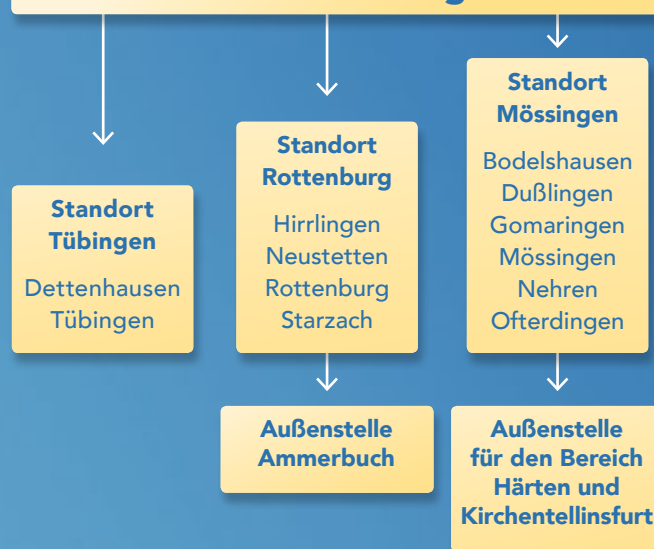 Standort
Tübingen
Dettenhausen
Tübingen
Standort
Rottenburg
Hirrlingen
Neustetten
Rottenburg
Starzach
Außenstelle
Ammerbuch
Standort
Mössingen
Bodelshausen
Dußlingen
Gomaringen
Mössingen
Nehren
Ofterdingen
Außenstelle
für den Bereich
Härten und
Kirchentellinsfurt